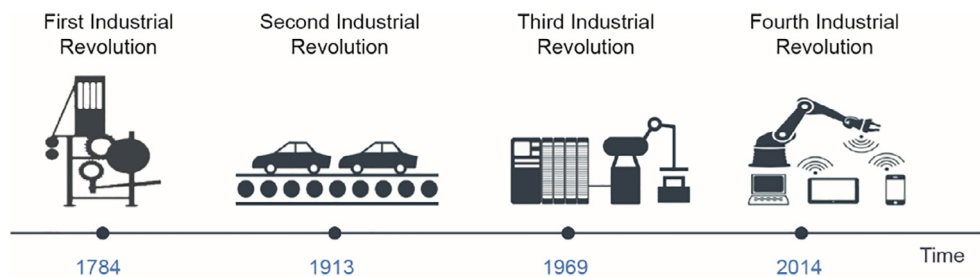 First Industrial
Revolution
Second Industrial
Revolution
Third Industrial
Revolution
Fourth Industrial
Revolution
1784
1913
1969
2014
Time